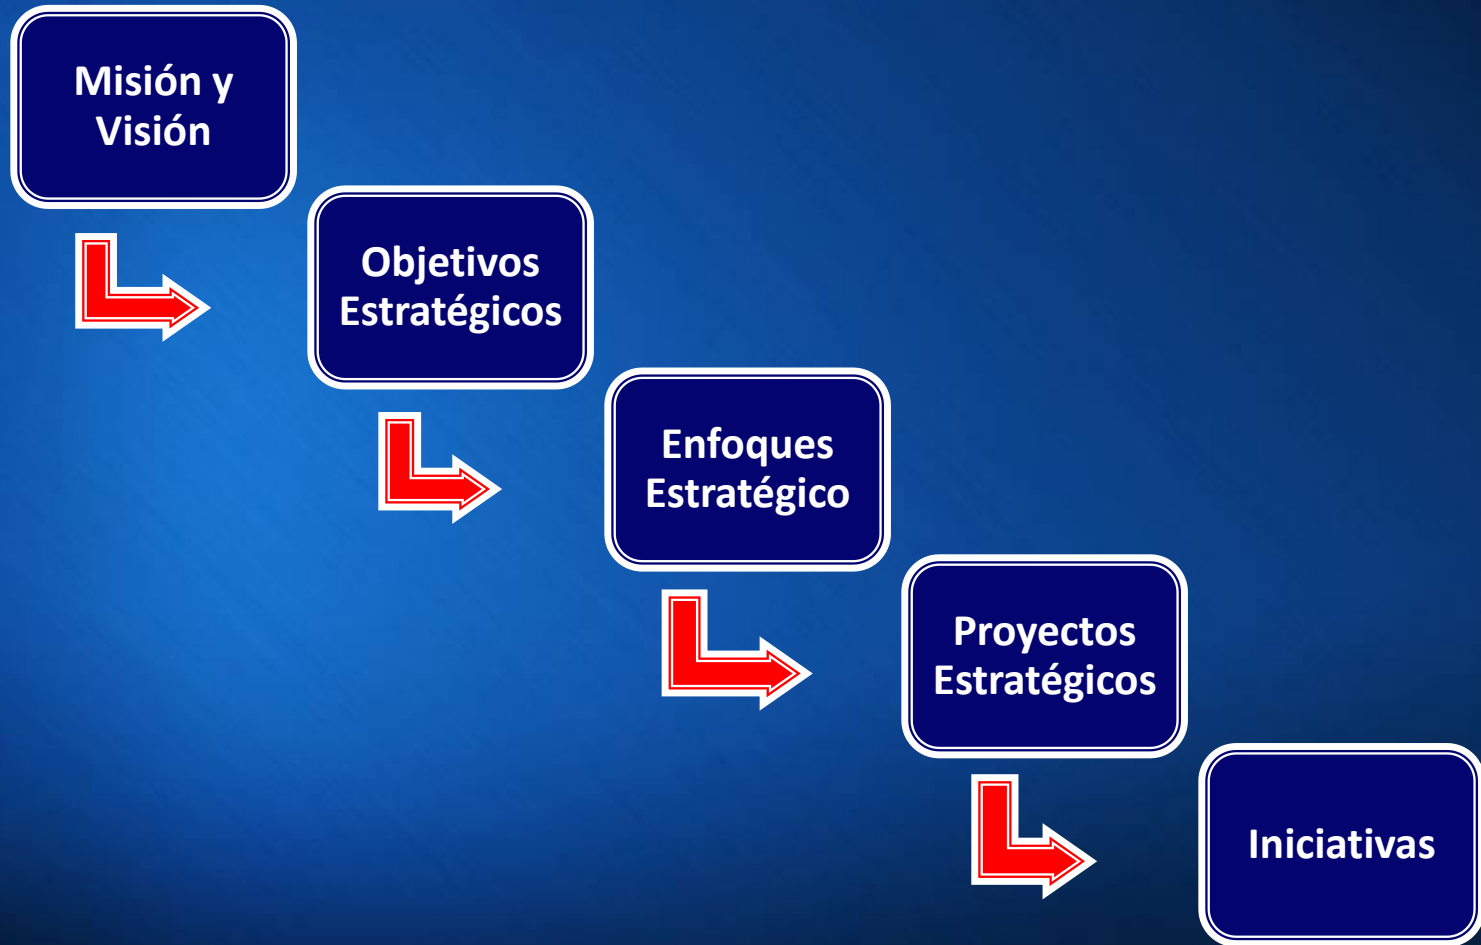 Misión y
Visión
Objetivos
Estratégicos
Enfoques
Estratégico
Proyectos
Estratégicos
Iniciativas